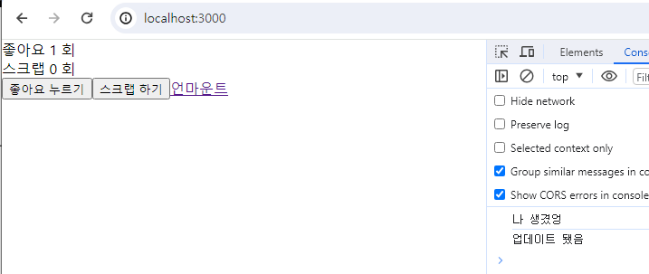 localhost:3000
좋아요 1 회
스크랩 0 회
좋아요 누르기 스크랩 하기 언마운트
Elements
top
Hide network
Preserve log
Selected context only
Group similar messages in
Show CORS errors in console
나 생겼엉
업데이트 됐음